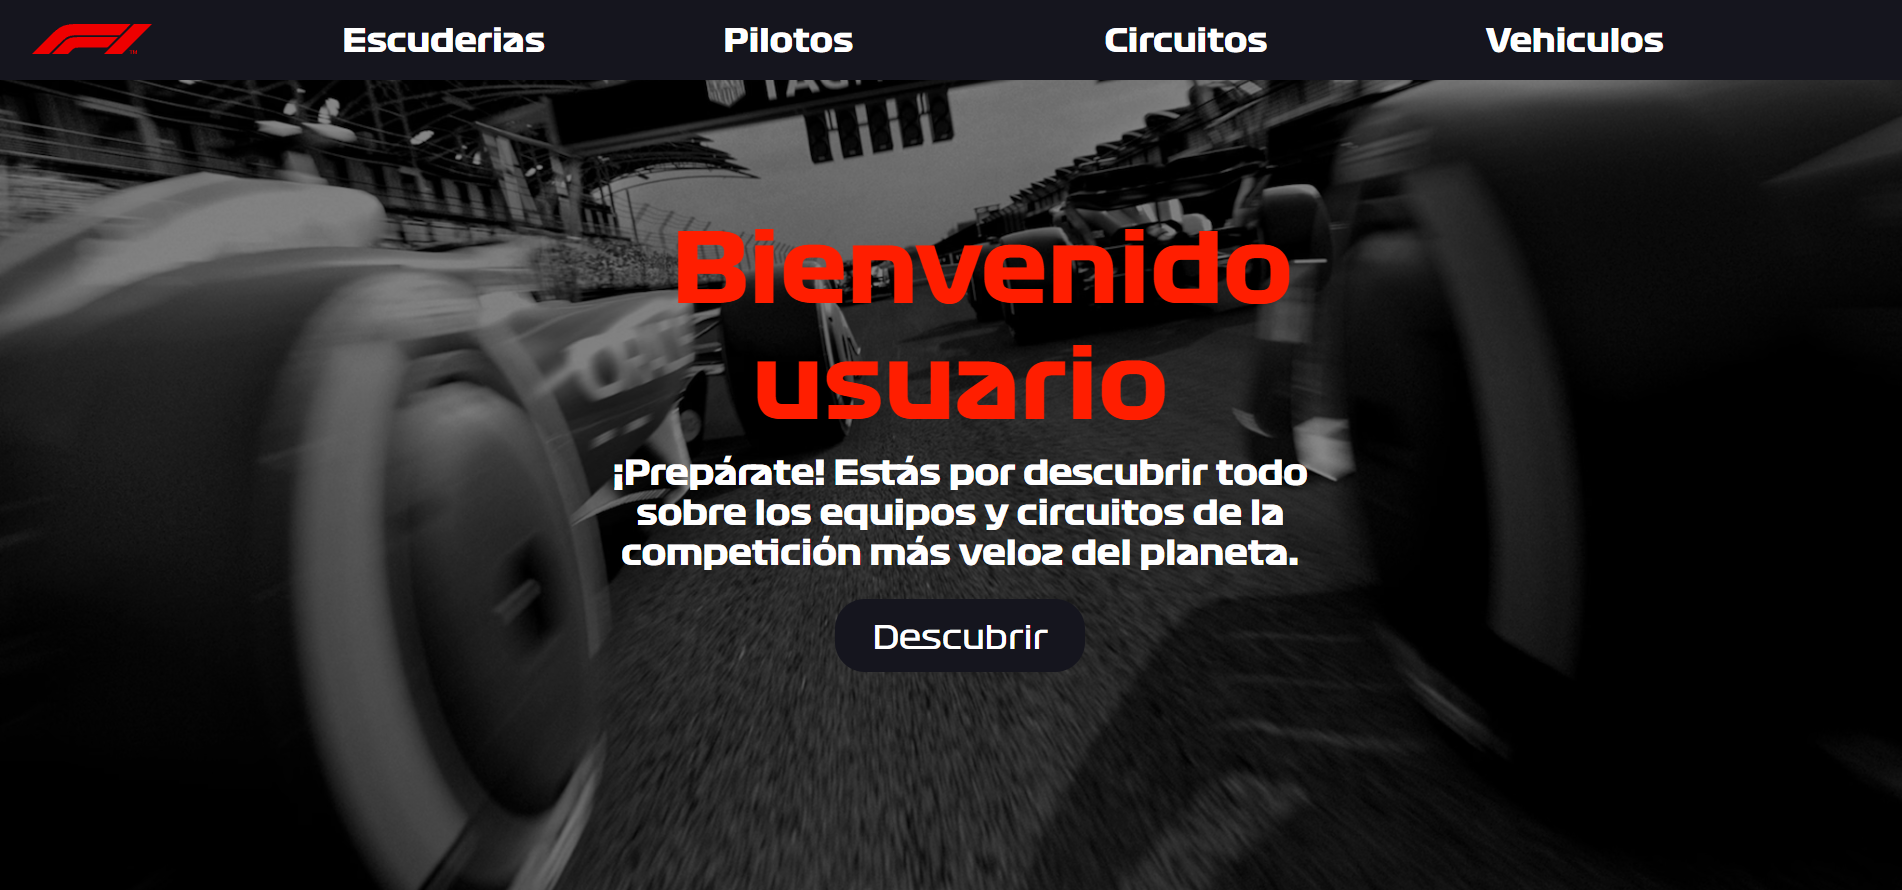 F1
Escuderias Pilotos Circuitos Vehiculos
Bienvenido
usuario
¡Prepárate! Estás por descubrir todo
sobre los equipos y circuitos de la
competición más veloz del planeta.
Descubrir